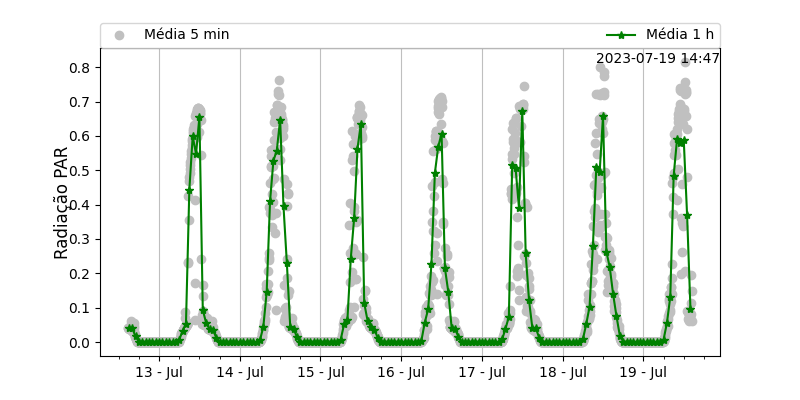 Média 5 min
Média 1 h
2023-07-19 14:47
Radiação PAR
0.8
0.7
0.6
0.5
0.4
0.3
0.2
0.1
0.0
13 - Jul
14 - Jul
15 - Jul
16 - Jul
17 - Jul
18 - Jul
19 - Jul